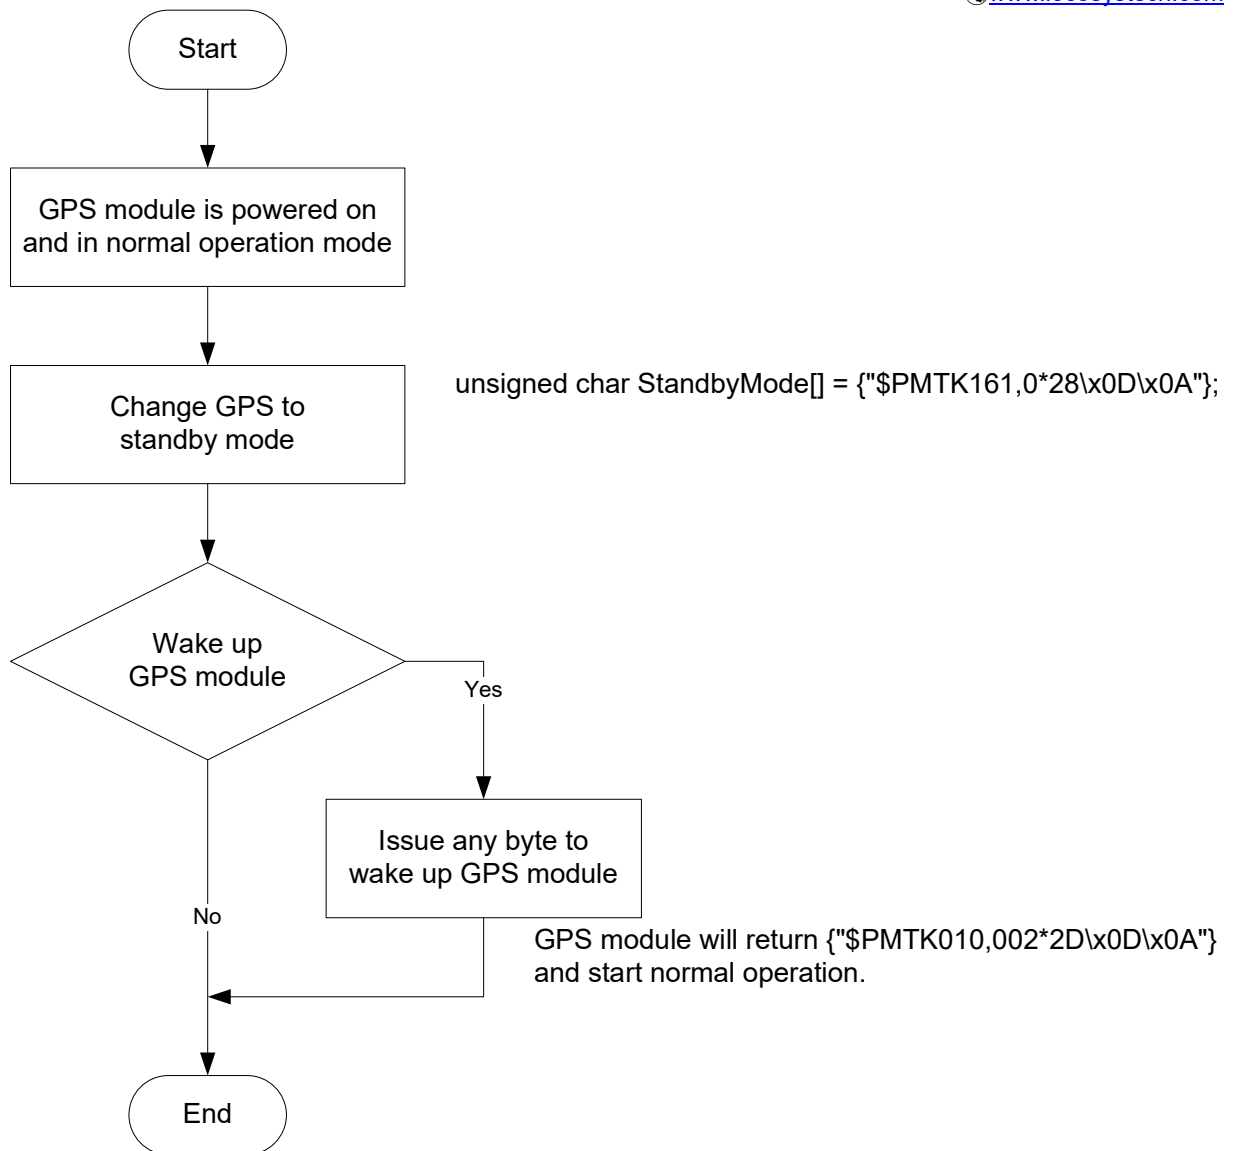 Start
GPS module is powered on
and in normal operation mode
Change GPS to
standby mode
unsigned char StandbyMode[] = {"$PMTK161,0*28\x0D\x0A"};
Wake up
GPS module
Yes
Issue any byte to
wake up GPS module
No
GPS module will return {"$PMTK010,002*2D\x0D\x0A"}
and start normal operation.
End